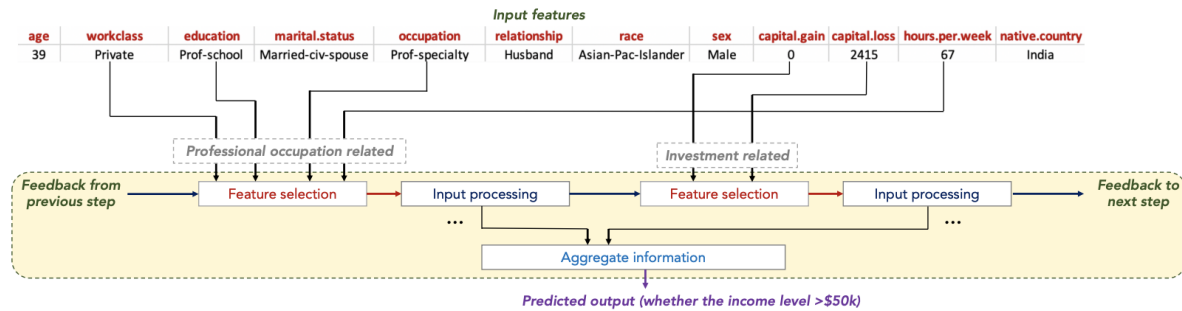 Input features
age workclass education marital.status occupation relationship race sex capital.gain capital.loss hours.per.week native.country
39 Private Prof-school Married-civ-spouse Prof-specialty Husband Asian-Pac-Islander Male 0 2415 67 India
Professional occupation related
Investment related
Feedback from
previous step
Feature selection
Input processing
Feature selection
Input processing
Feedback to
next step
...
...
Aggregate information
Predicted output (whether the income level >$50k)